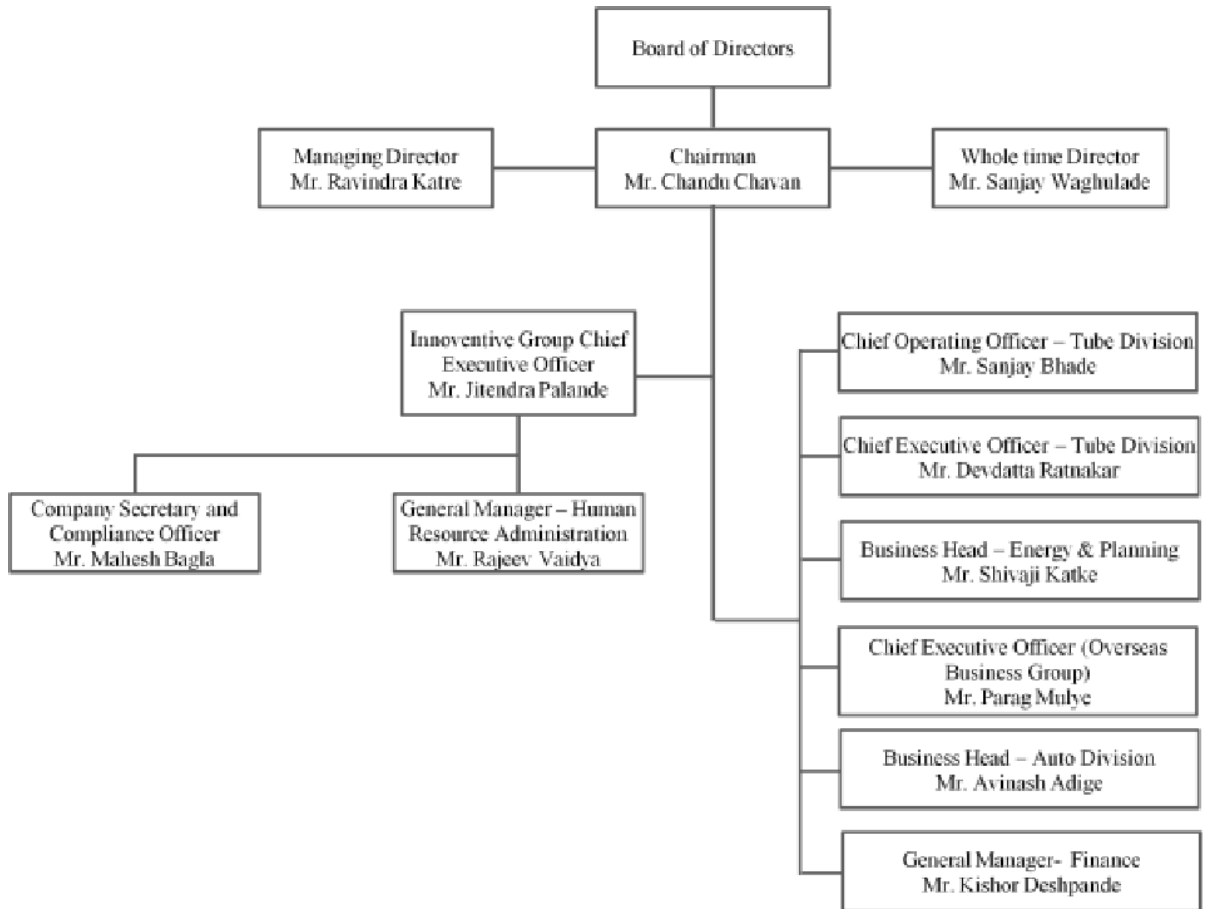 Board of Directors
Managing Director
Mr. Ravindra Katre
Chairman
Mr. Chandu Chavan
Whole time Director
Mr. Sanjay Waghulade
Innoventive Group Chief
Executive Officer
Mr. Jitendra Palande
Company Secretary and
Compliance Officer
Mr. Mahesh Bagla
General Manager – Human
Resource Administration
Mr. Rajeev Vaidya
Chief Operating Officer – Tube Division
Mr. Sanjay Bhade
Chief Executive Officer – Tube Division
Mr. Devdatta Ratnakar
Business Head – Energy & Planning
Mr. Shivaji Katke
Chief Executive Officer (Overseas
Business Group)
Mr. Parag Mulye
Business Head – Auto Division
Mr. Avinash Adige
General Manager- Finance
Mr. Kishor Deshpande